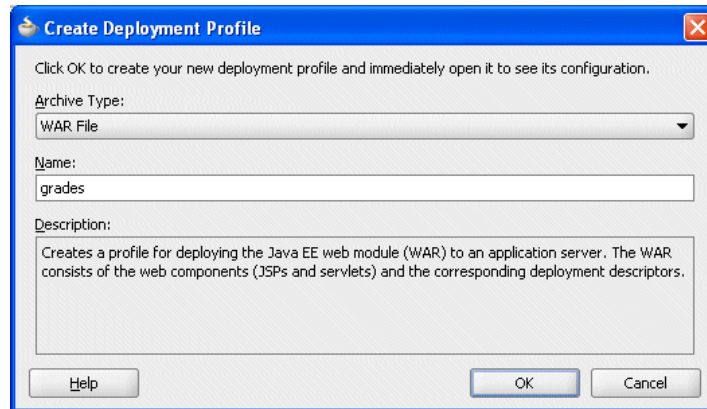 Create Deployment Profile
Click OK to create your new deployment profile and immediately open it to see its configuration.
Archive Type:
WAR File
Name:
grades
Description:
Creates a profile for deploying the Java EE web module (WAR) to an application server. The WAR
consists of the web components (JSPs and servlets) and the corresponding deployment descriptors.
Help OK Cancel